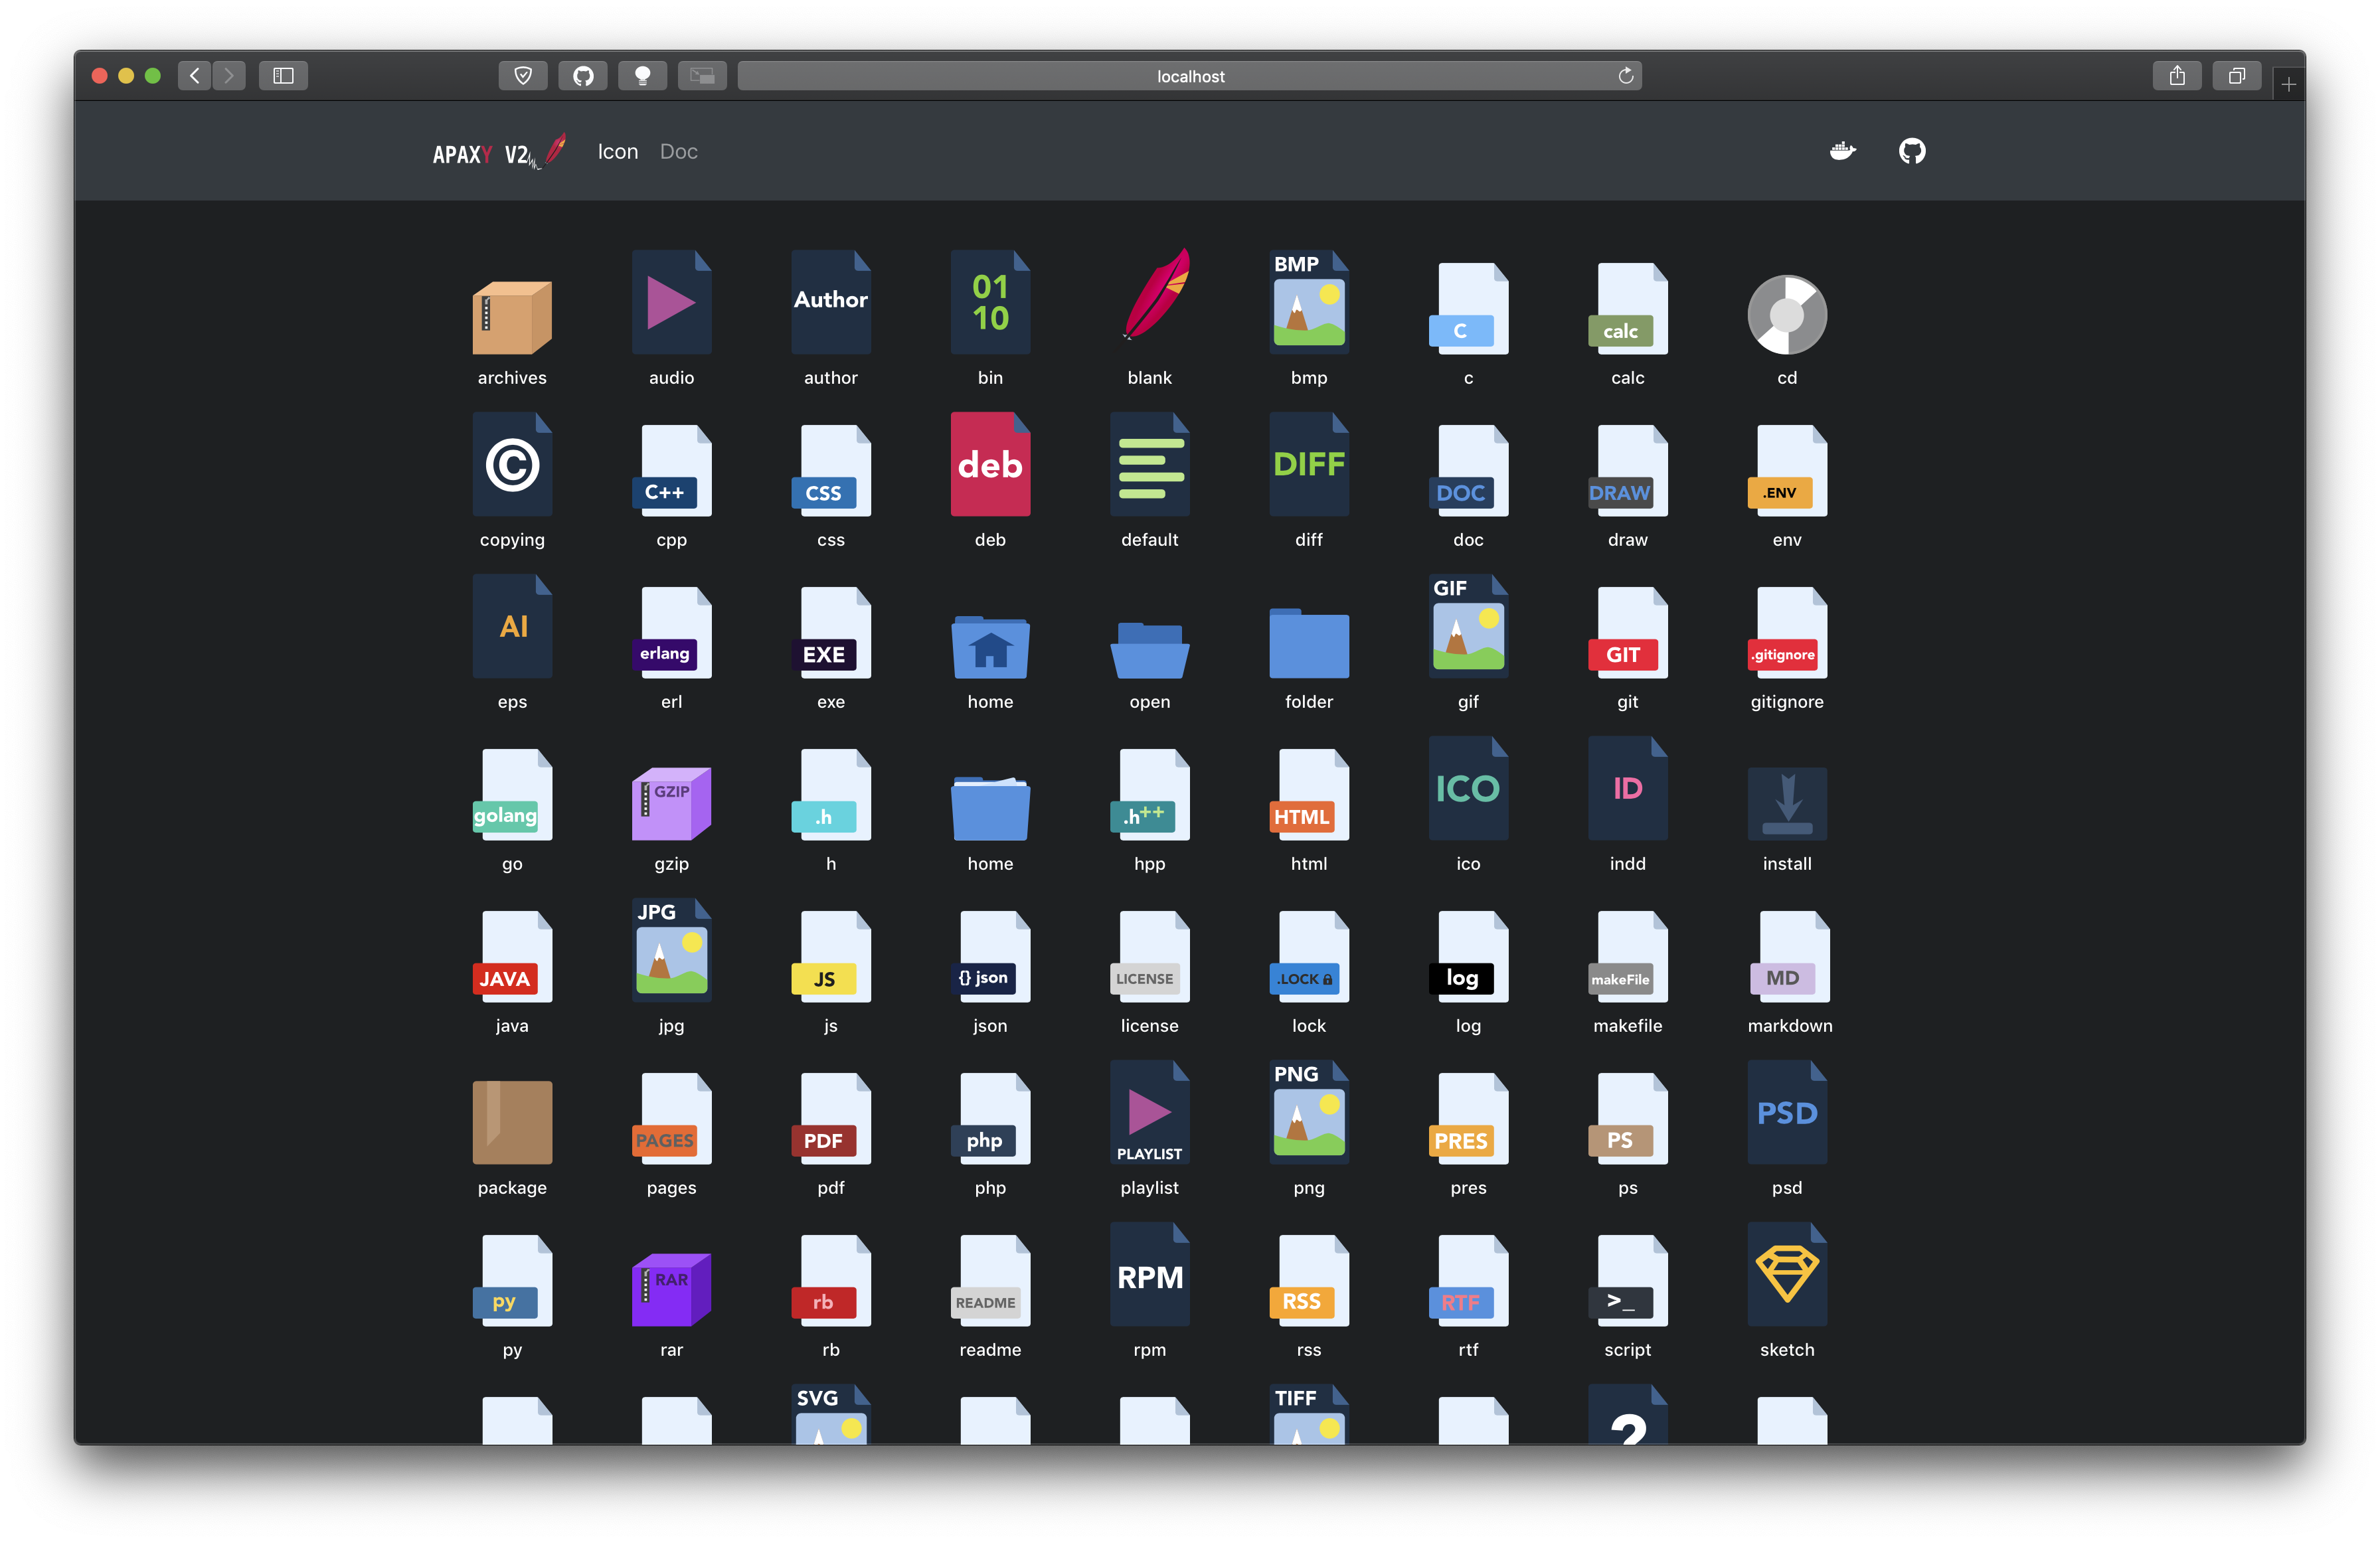 localhost
APAXY V2 Icon Doc
Author 01 BMP
10 C calc
archives audio author bin blank bmp c calc cd
© C++ CSS deb DIFF DOC DRAW .ENV
copying cpp css deb default diff doc draw env
AI erlang EXE GIF GIT .gitignore
eps erl exe home open folder gif git gitignore
golang GZIP .h .h++ HTML ICO ID
go gzip h home hpp html ico indd install
JAVA JPG JS {} json LICENSE .LOCK log makeFile MD
java jpg js json license lock log makefile markdown
PAGES PDF php PLAYLIST PNG PRES PS PSD
package pages pdf php playlist png pres ps psd
py RAR rb README RPM RSS RTF >_
py rar rb readme rpm rss rtf script sketch
SVG TIFF ?